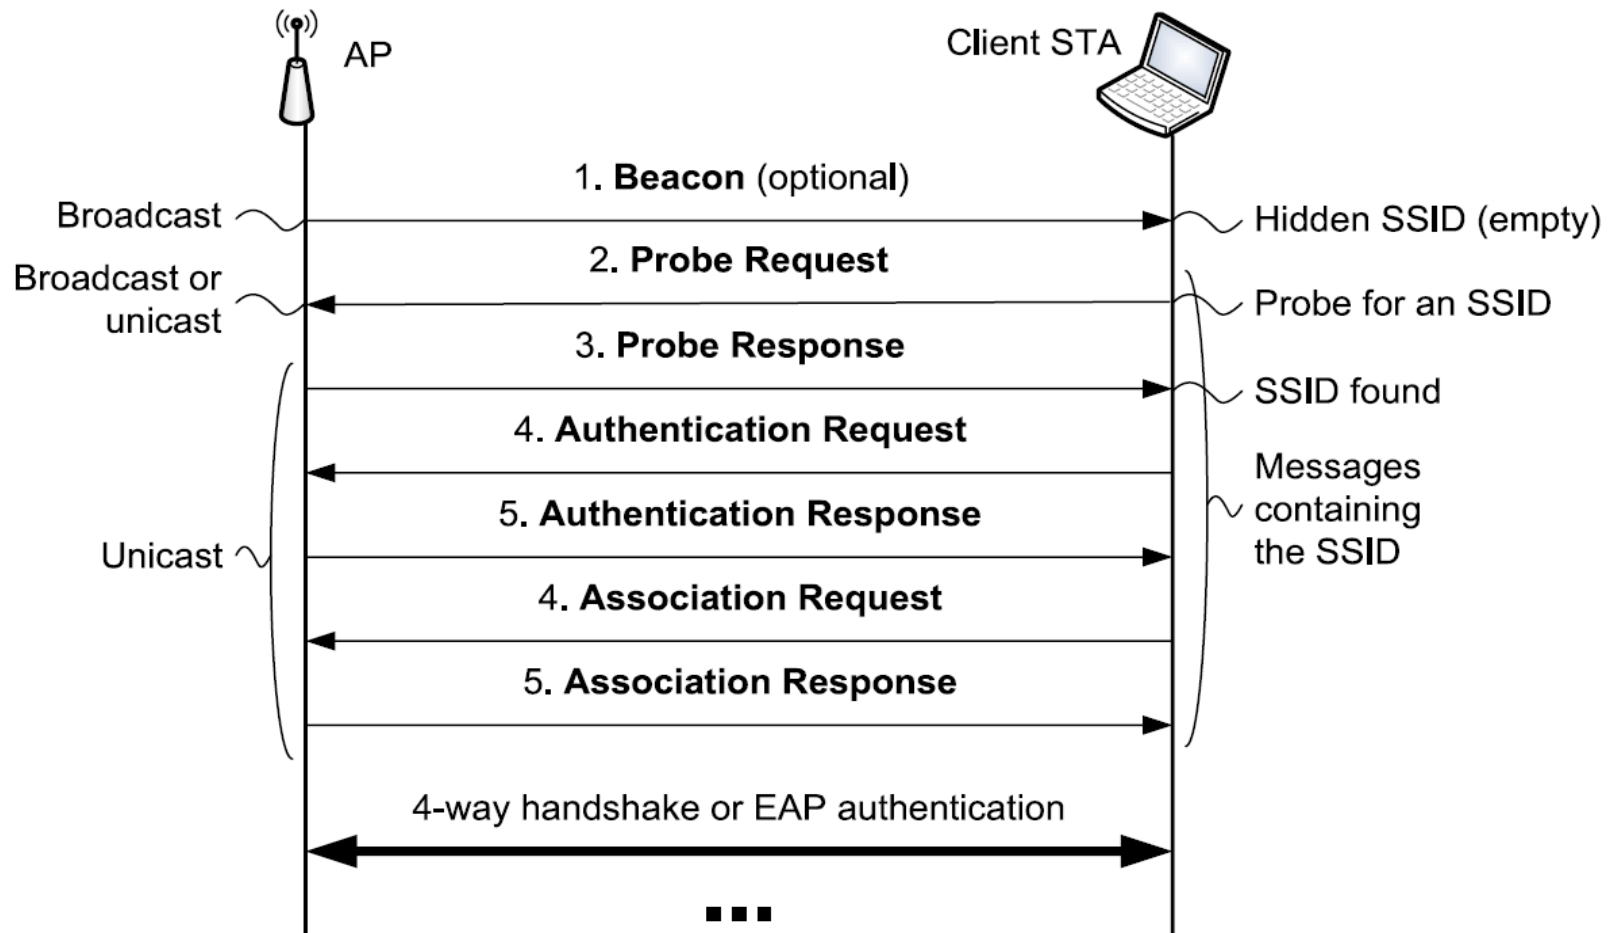 AP
Client STA
1. Beacon (optional)
Broadcast
Hidden SSID (empty)
2. Probe Request
Broadcast or
unicast
Probe for an SSID
3. Probe Response
SSID found
4. Authentication Request
Messages
containing
the SSID
5. Authentication Response
Unicast
4. Association Request
5. Association Response
4-way handshake or EAP authentication
...